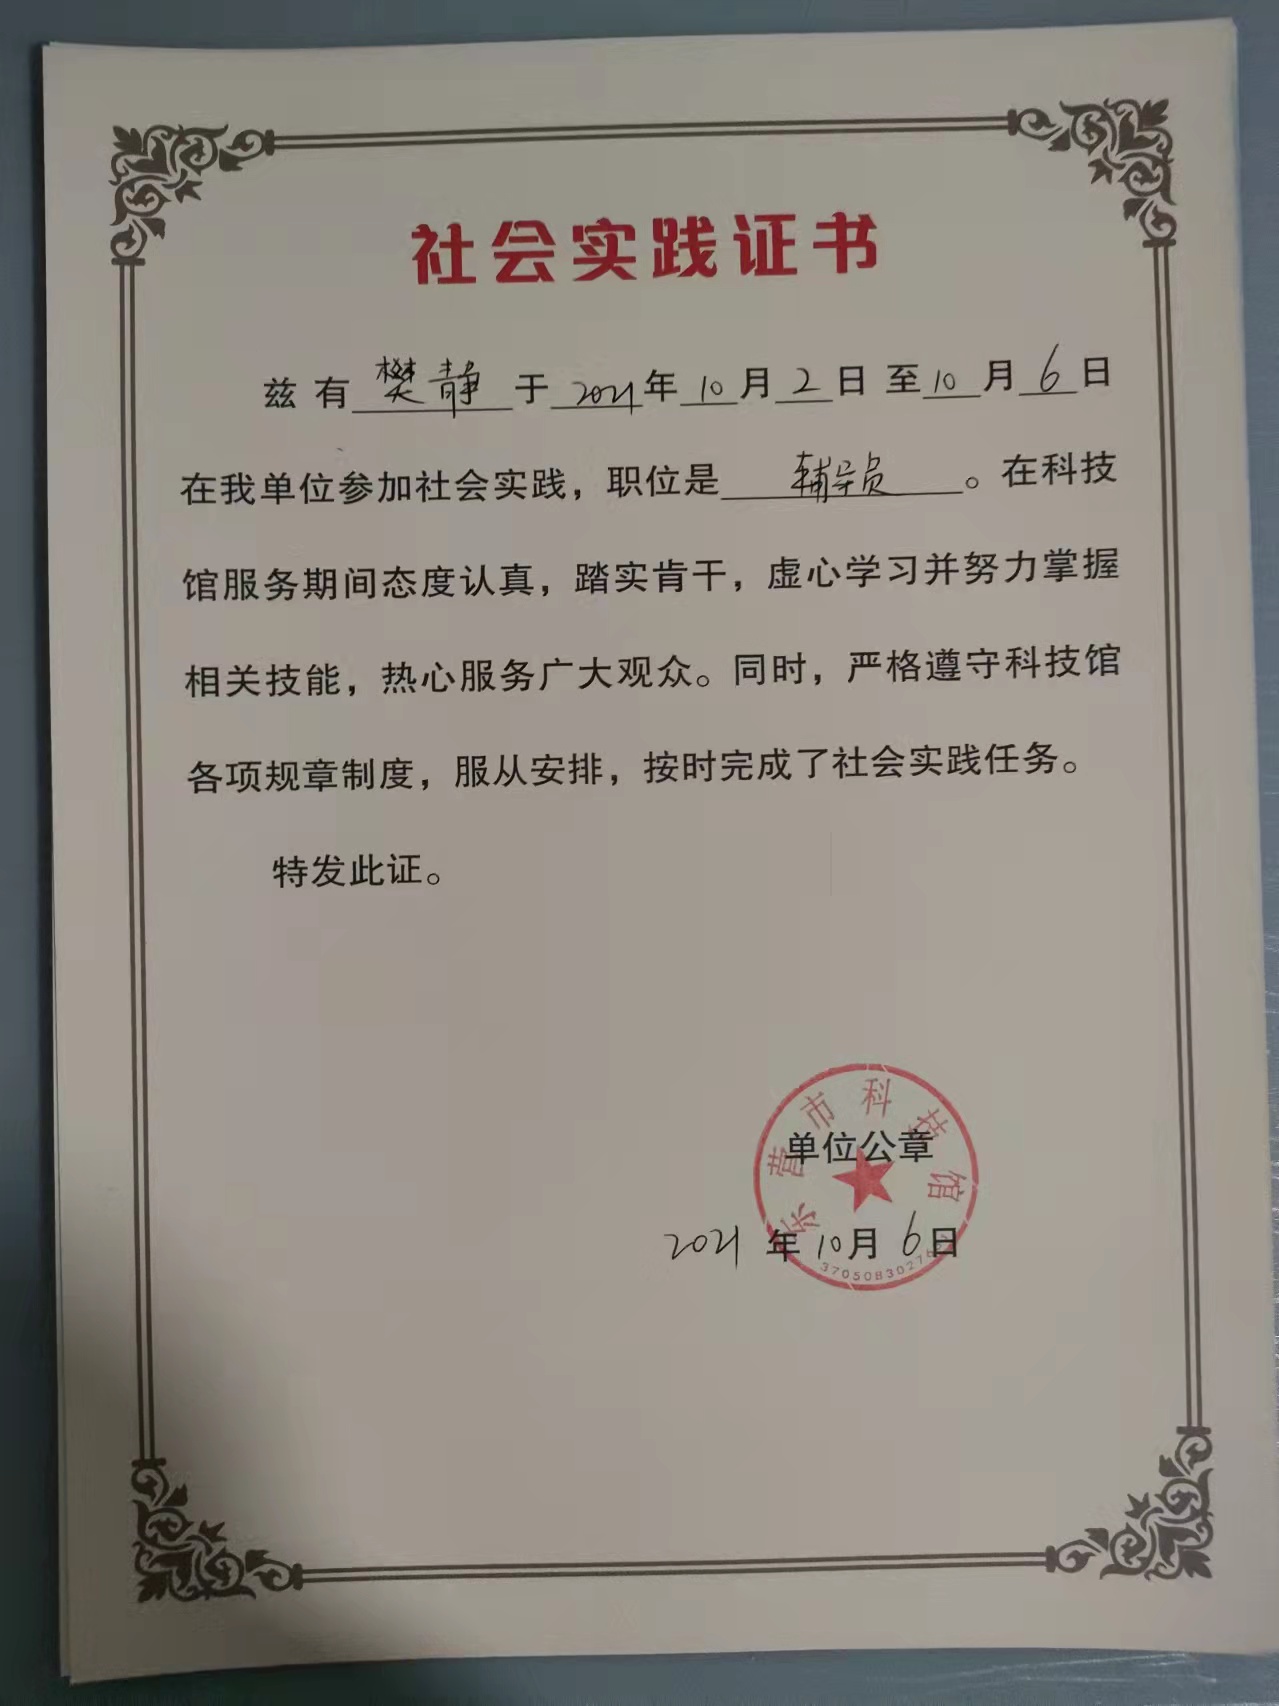 社会实践证书
兹有樊静于2021年10月2日至10月6日
在我单位参加社会实践，职位是辅导员。在科技
馆服务期间态度认真，踏实肯干，虚心学习并努力掌握
相关技能，热心服务广大观众。同时，严格遵守科技馆
各项规章制度，服从安排，按时完成了社会实践任务。
特发此证。
东营市科技馆
单位公章
2021年10月6日